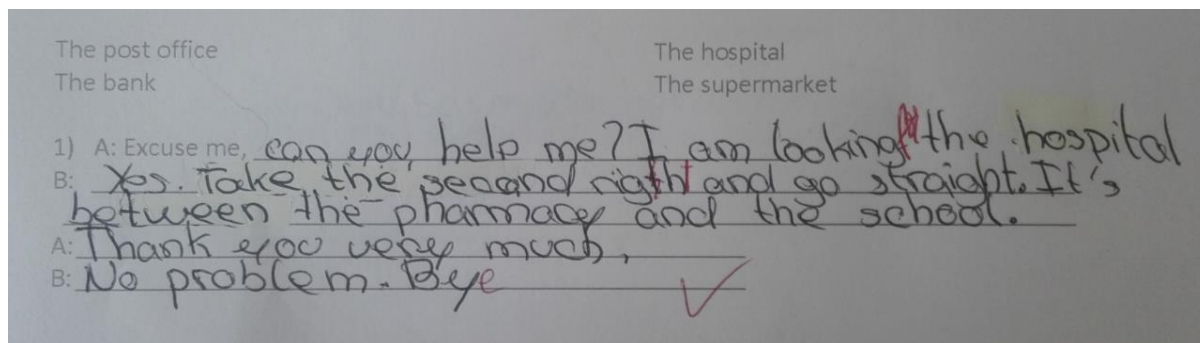 The post office The hospital
The bank The supermarket
1) A: Excuse me, can you help me? I am looking the hospital
B: Yes. Take the second right and go straight. It's
between the pharmacy and the school.
A: Thank you very much,
B: No problem. Bye